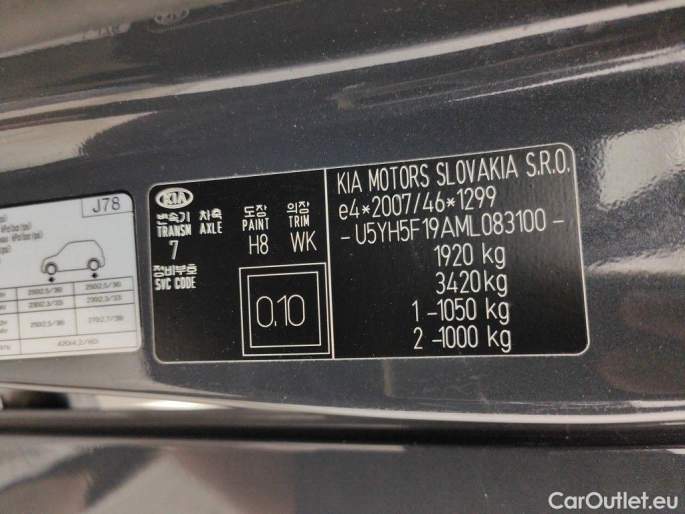 J78
KIA
변속기 차축 도장 의장
TRANSM AXLE PAINT TRIM
7 H8 WK
정비부호
SVC CODE
0.10
KIA MOTORS SLOVAKIA S.R.O.
e4*2007/46*1299
-U5YH5F19AML083100-
1920 kg
3420 kg
1 -1050 kg
2 -1000 kg
CarOutlet.eu